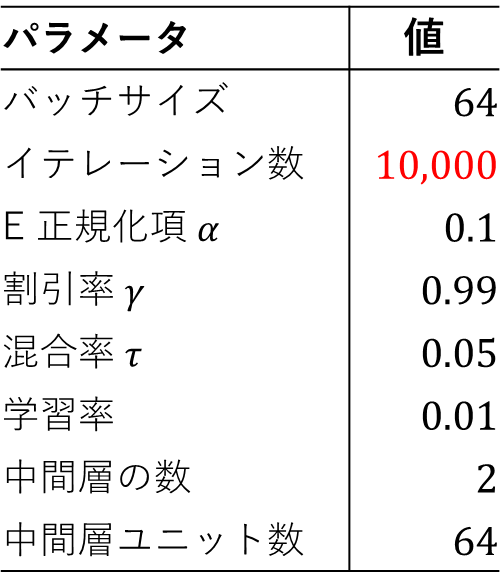 パラメータ 値
バッチサイズ 64
イテレーション数 10,000
E 正規化項 α 0.1
割引率 γ 0.99
混合率 τ 0.05
学習率 0.01
中間層の数 2
中間層ユニット数 64